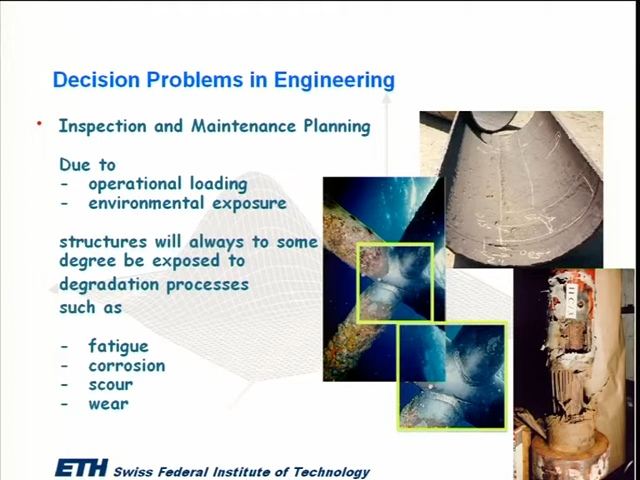 Decision Problems in Engineering
• Inspection and Maintenance Planning
Due to
- operational loading
- environmental exposure
structures will always to some
degree be exposed to
degradation processes
such as
- fatigue
- corrosion
- scour
- wear
ETH Swiss Federal Institute of Technology